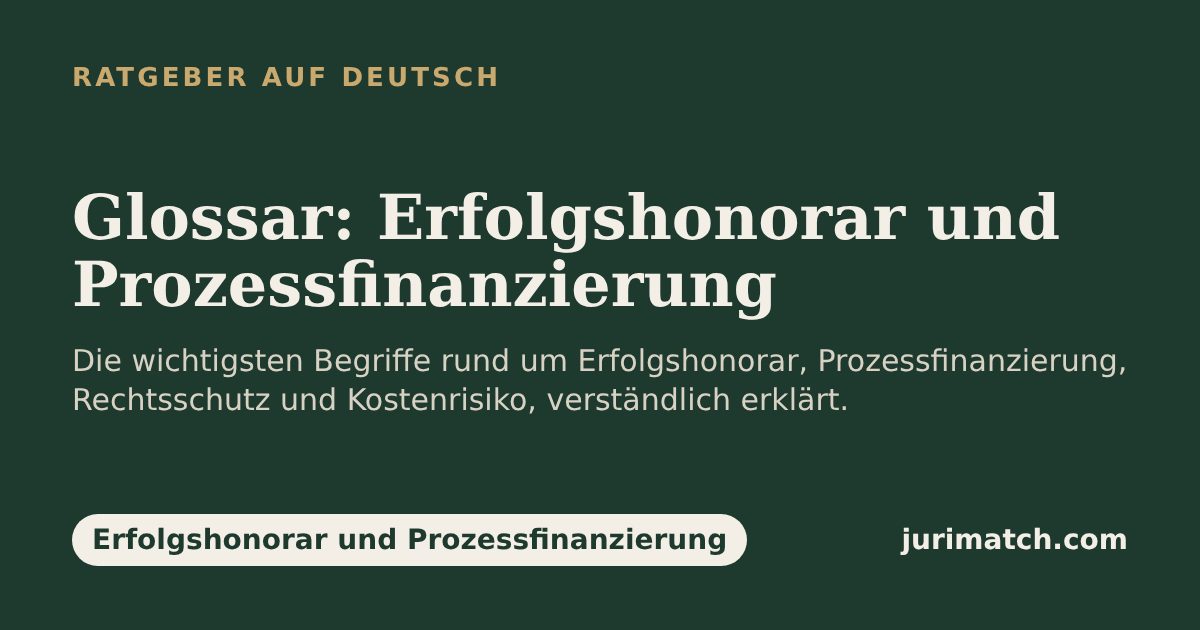 RATGEBER AUF DEUTSCH
Glossar: Erfolgshonorar und
Prozessfinanzierung
Die wichtigsten Begriffe rund um Erfolgshonorar, Prozessfinanzierung,
Rechtsschutz und Kostenrisiko, verständlich erklärt.
Erfolgshonorar und Prozessfinanzierung
jurimatch.com